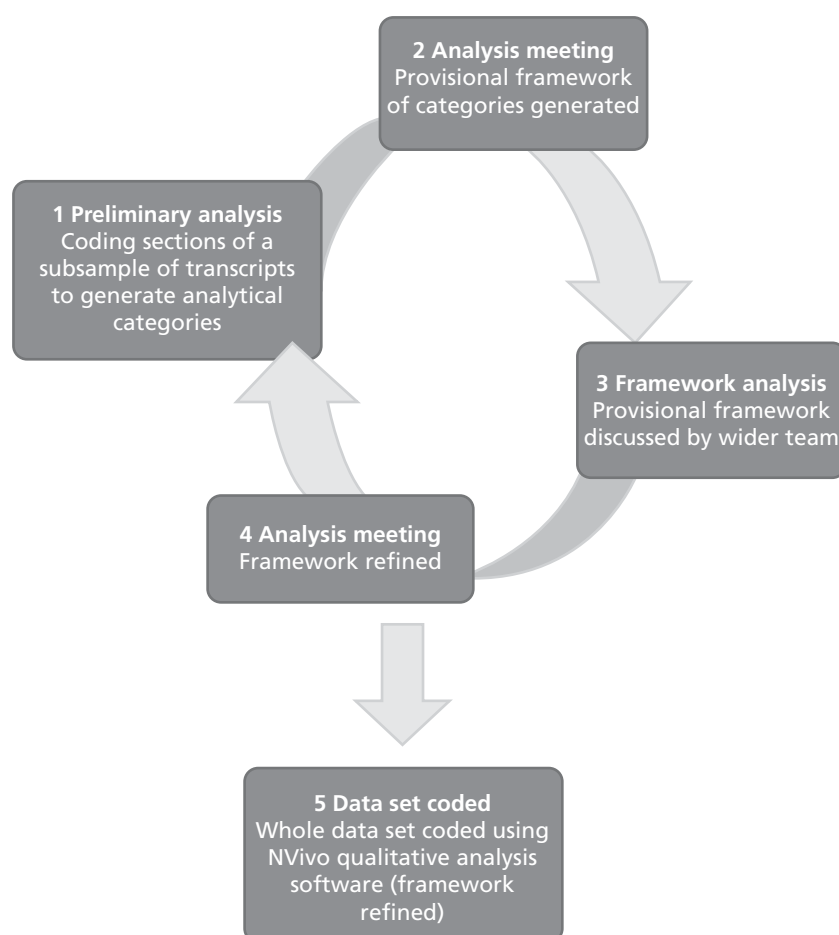 2 Analysis meeting
Provisional framework
of categories generated
1 Preliminary analysis
Coding sections of a
subsample of transcripts
to generate analytical
categories
3 Framework analysis
Provisional framework
discussed by wider team
4 Analysis meeting
Framework refined
5 Data set coded
Whole data set coded using
NVivo qualitative analysis
software (framework
refined)